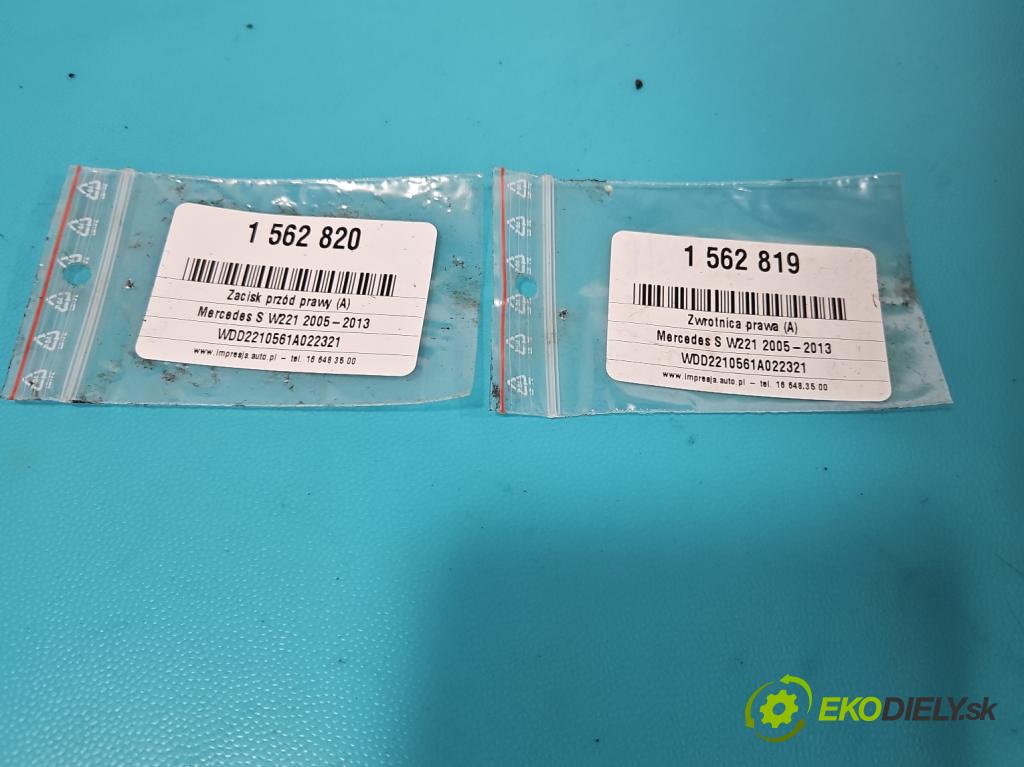 1 562 820
Zacisk przód prawy (A)
Mercedes S W221 2005–2013
WDD2210561A022321
www.impresja.auto.pl – tel. 16 648 35 00
1 562 819
Zwrotnica prawa (A)
Mercedes S W221 2005–2013
WDD2210561A022321
www.impresja.auto.pl – tel. 16 648.35 00
EKODIELY.sk